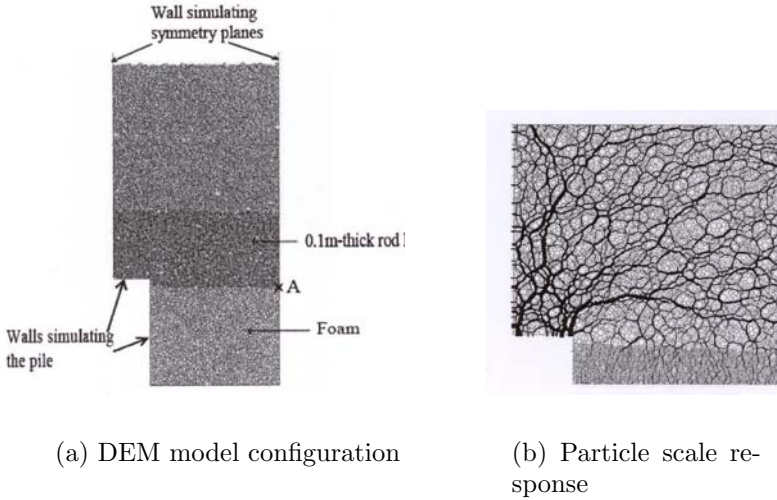 Wall simulating
symmetry planes
0.1m-thick rod
A
Walls simulating
the pile
Foam
(a) DEM model configuration
(b) Particle scale re-
sponse